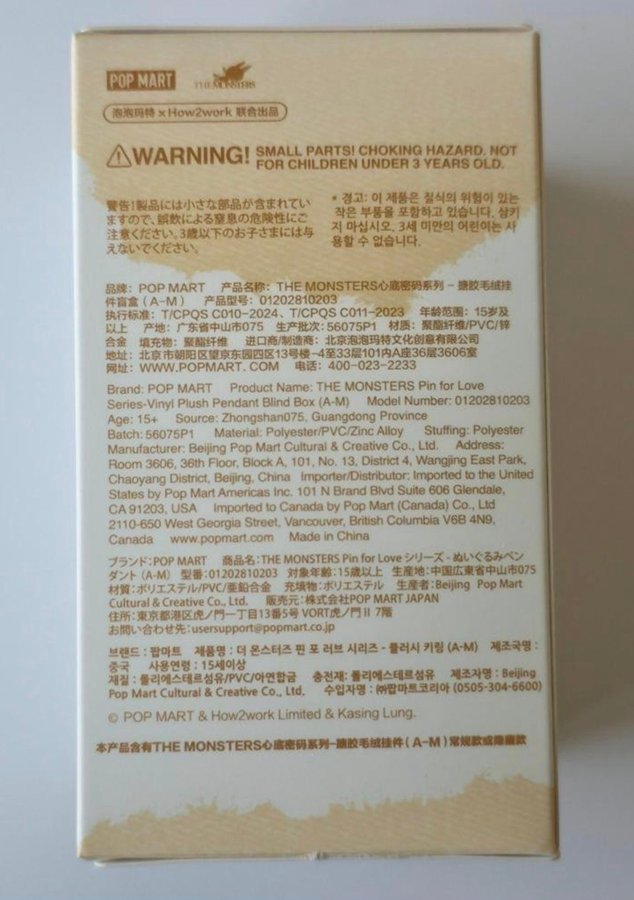 POP MART THE MONSTERS
泡泡玛特 × How2work 联合出品
WARNING! SMALL PARTS! CHOKING HAZARD. NOT
FOR CHILDREN UNDER 3 YEARS OLD.
警告!製品には小さな部品が含まれてい
ますので、誤飲による窒息の危険性にご
注意ください。3歳以下のお子さまには与
えないでください。
* 경고: 이 제품은 질식의 위험이 있는
작은 부품을 포함하고 있습니다. 삼키
지 마십시오. 3세 미만의 어린이는 사
용할 수 없습니다.
品牌：POP MART 产品名称：THE MONSTERS心底密码系列 – 搪胶毛绒挂
件盲盒（A–M） 产品型号：01202810203
执行标准：T/CPQS C010–2024、T/CPQS C011–2023 年龄范围：15岁及
以上 产地：广东省中山市075 生产批次：56075P1 材质：聚酯纤维/PVC/锌
合金 填充物：聚酯纤维 进口商/制造商：北京泡泡玛特文化创意有限公司
地址：北京市朝阳区望京东园四区13号楼–4至33层101内A座36层3606室
网址：WWW.POPMART.COM 电话：400-023-2233
Brand: POP MART Product Name: THE MONSTERS Pin for Love
Series-Vinyl Plush Pendant Blind Box (A-M) Model Number: 01202810203
Age: 15+ Source: Zhongshan075, Guangdong Province
Batch: 56075P1 Material: Polyester/PVC/Zinc Alloy Stuffing: Polyester
Manufacturer: Beijing Pop Mart Cultural & Creative Co., Ltd. Address:
Room 3606, 36th Floor, Block A, 101, No. 13, District 4, Wangjing East Park,
Chaoyang District, Beijing, China Importer/Distributor: Imported to the United
States by Pop Mart Americas Inc. 101 N Brand Blvd Suite 606 Glendale,
CA 91203, USA Imported to Canada by Pop Mart (Canada) Co., Ltd
2110-650 West Georgia Street, Vancouver, British Columbia V6B 4N9,
Canada www.popmart.com Made in China
ブランド：POP MART 商品名：THE MONSTERS Pin for Love シリーズ - ぬいぐるみペン
ダント (A-M) 型番：01202810203 対象年齢：15歳以上 生産地：中国広東省中山市075
材質：ポリエステル/PVC/亜鉛合金 充填物：ポリエステル 生産者：Beijing Pop Mart
Cultural & Creative Co., Ltd. 販売元：株式会社POP MART JAPAN
住所：東京都港区虎ノ門一丁目13番5号 VORT虎ノ門Ⅱ 7階
お問い合わせ先：usersupport@popmart.co.jp
브랜드 : 팝마트 제품명 : 더 몬스터즈 핀 포 러브 시리즈 - 플러시 키링 (A-M) 제조국명 :
중국 사용연령 : 15세이상
재질 : 폴리에스테르섬유/PVC/아연합금 충전재: 폴리에스테르섬유 제조자명 : Beijing
Pop Mart Cultural & Creative Co., Ltd. 수입자명 : ㈜팝마트코리아 (0505-304-6600)
© POP MART & How2work Limited & Kasing Lung.
本产品含有THE MONSTERS心底密码系列–搪胶毛绒挂件（A–M）常规款或隐藏款